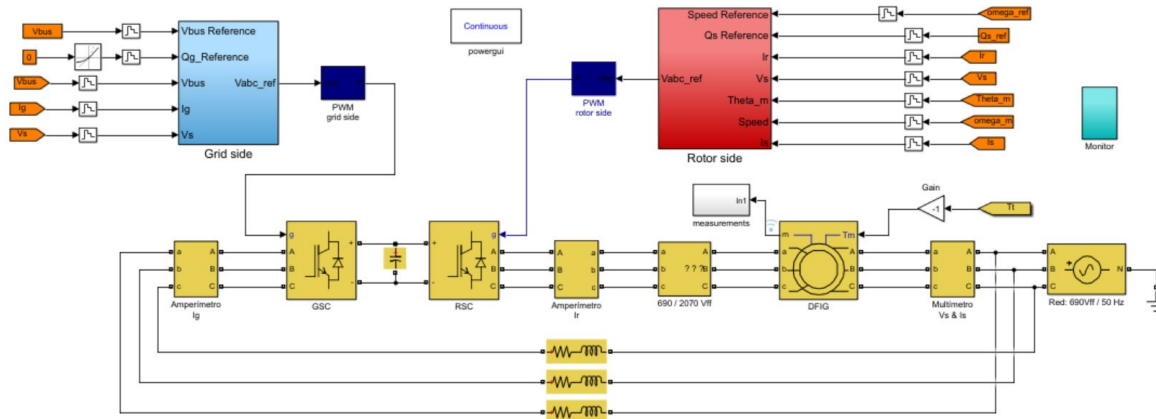 Vbus
0
Vbus
Ig
Vs
Vbus Reference
Qg_Reference
Vbus
Ig
Vs
Vabc_ref
Grid side
PWM
grid side
Continuous
powergui
PWM
rotor side
Vabc_ref
Speed Reference
Qs Reference
Ir
Vs
Theta_m
Speed
Is
Rotor side
omega_ref
Qs_ref
Ir
Vs
Theta_m
omega_m
Is
Monitor
In1
measurements
Gain
-1
Tt
a
b
c
A
B
C
Amperímetro
Ig
g
A
B
C
+
-
GSC
+
-
g
A
B
C
RSC
A
B
C
a
b
c
Amperímetro
Ir
a
b
c
? ? ?
A
B
C
690 / 2070 Vff
m
Tm
a
b
c
A
B
C
DFIG
A
B
C
a
b
c
Multímetro
Vs & Is
A
B
C
+
N
Red: 690Vff / 50 Hz